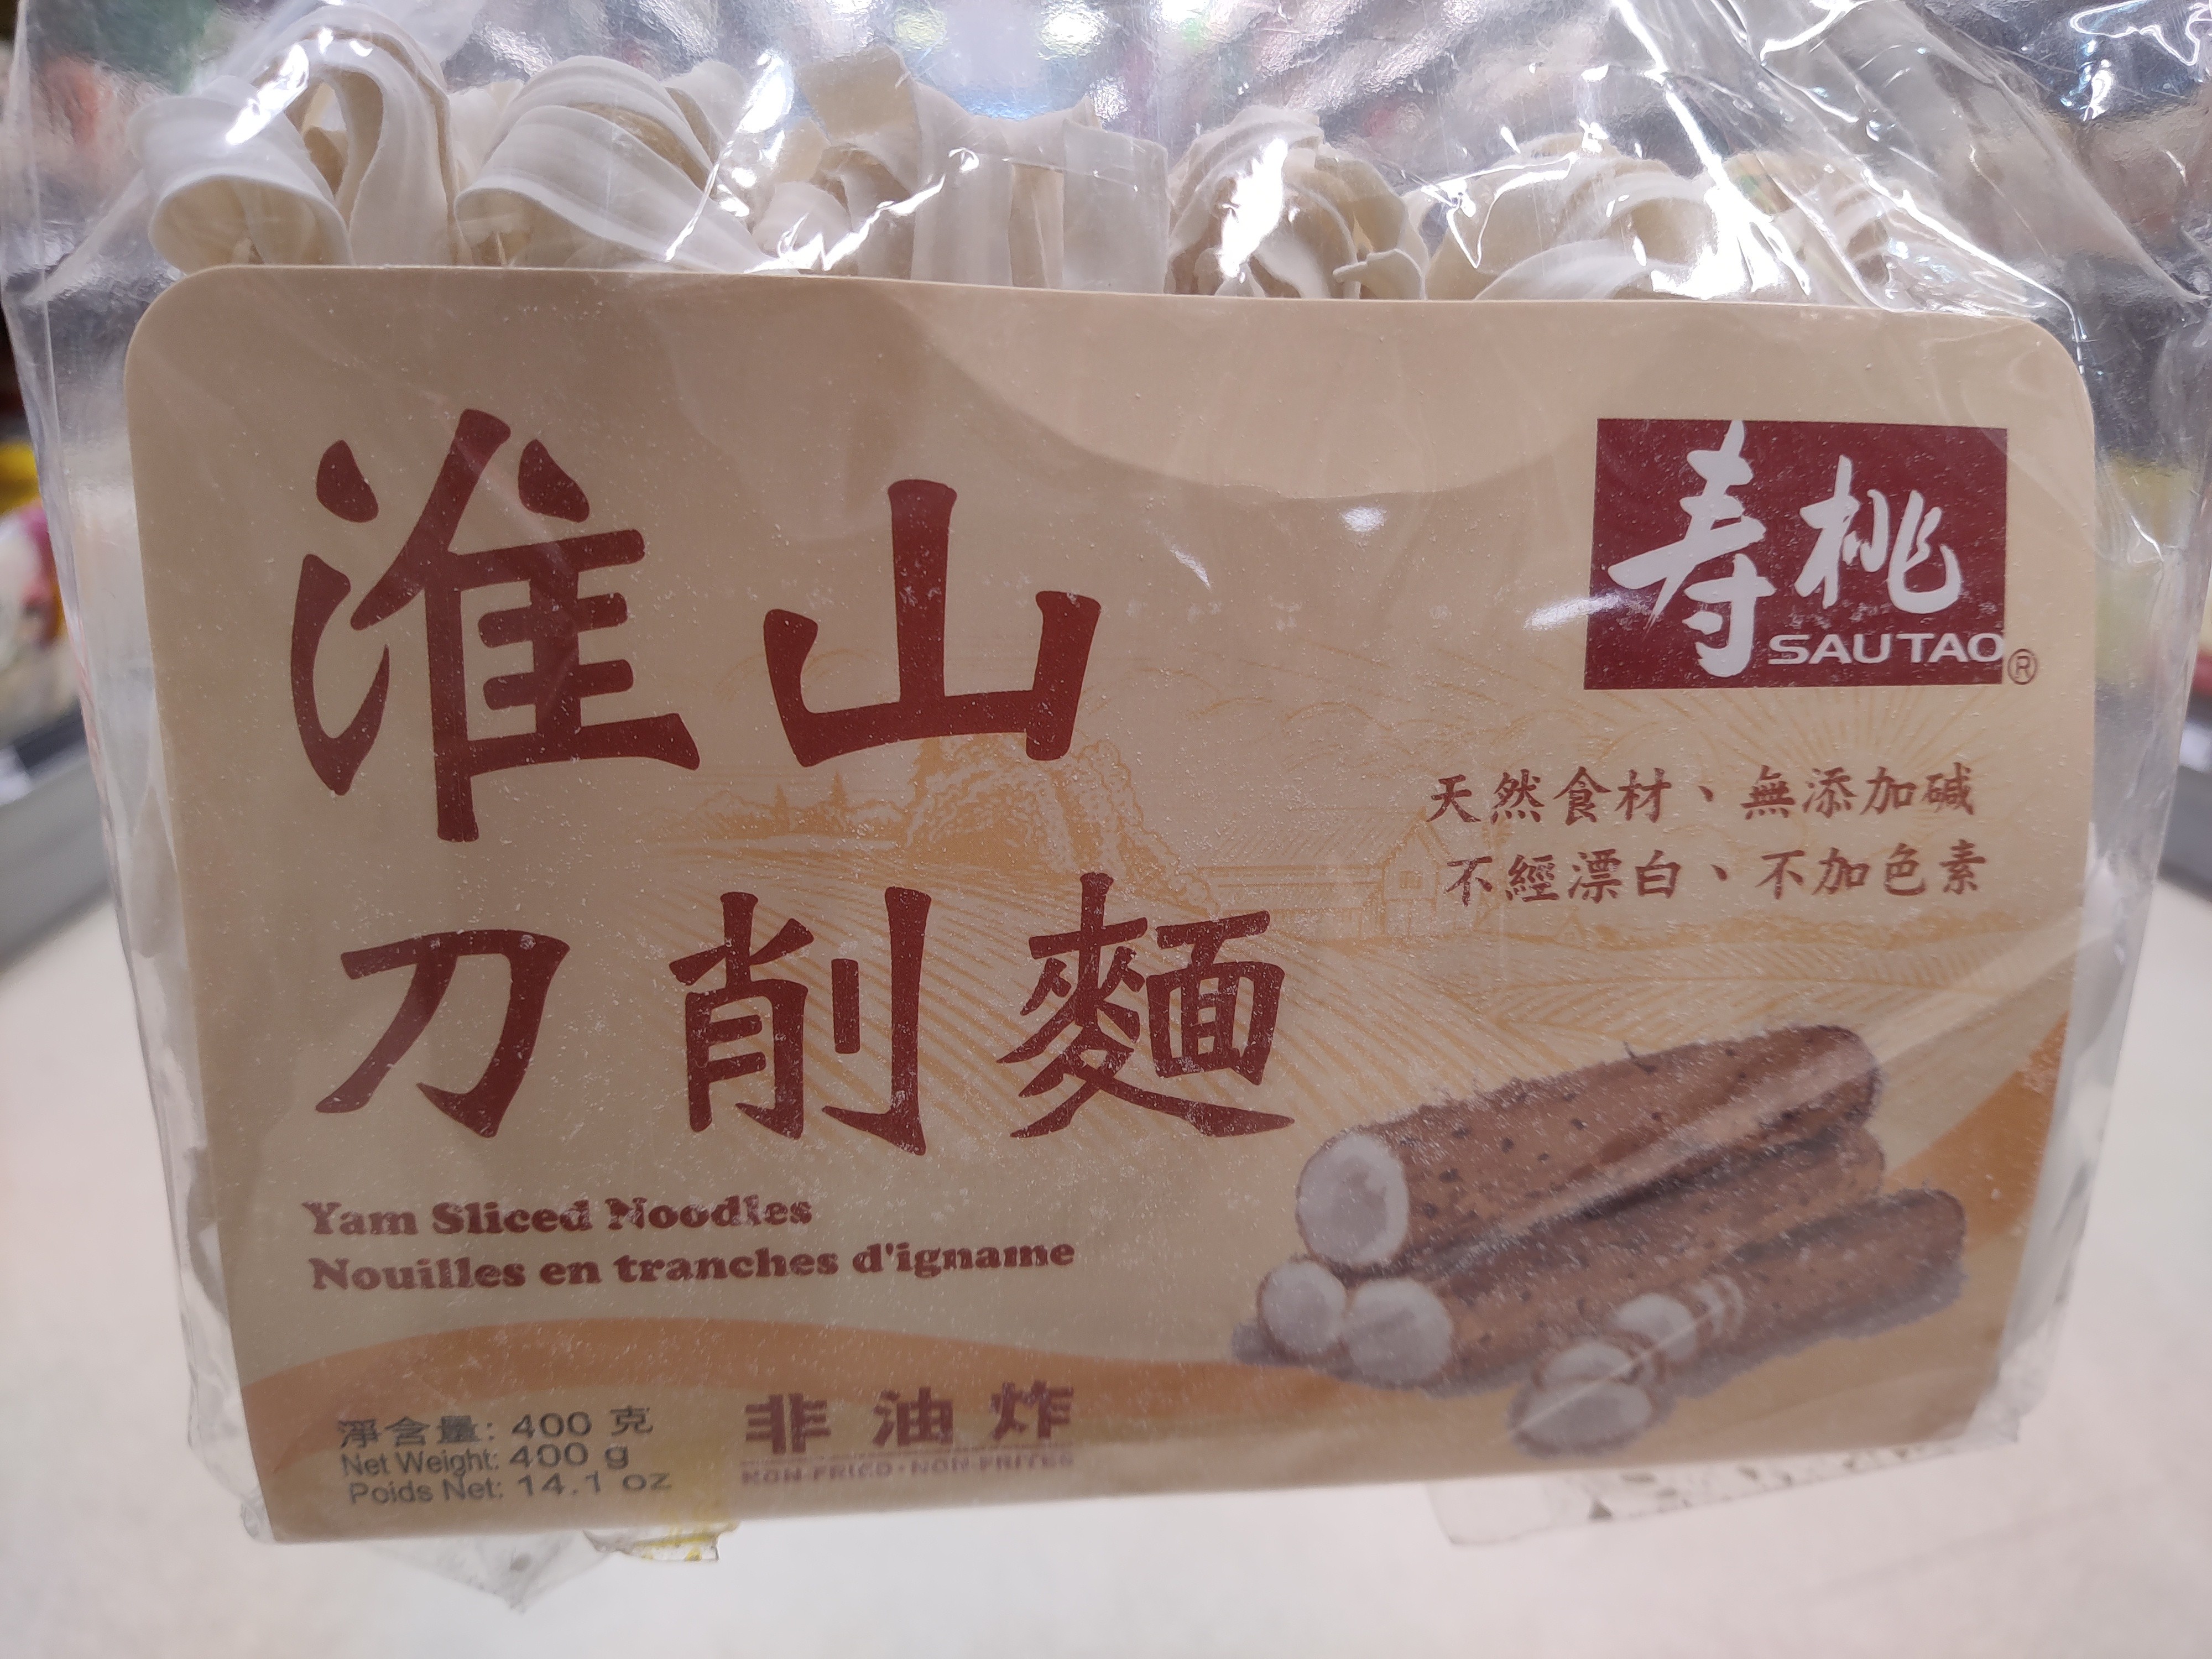 淮山
刀削麵
寿桃
SAU TAO®
天然食材、無添加碱
不經漂白、不加色素
Yam Sliced Noodles
Nouilles en tranches d'igname
淨含量: 400 克
Net Weight: 400 g
Poids Net: 14.1 oz
非油炸
NON-FRIED · NON-FRITES